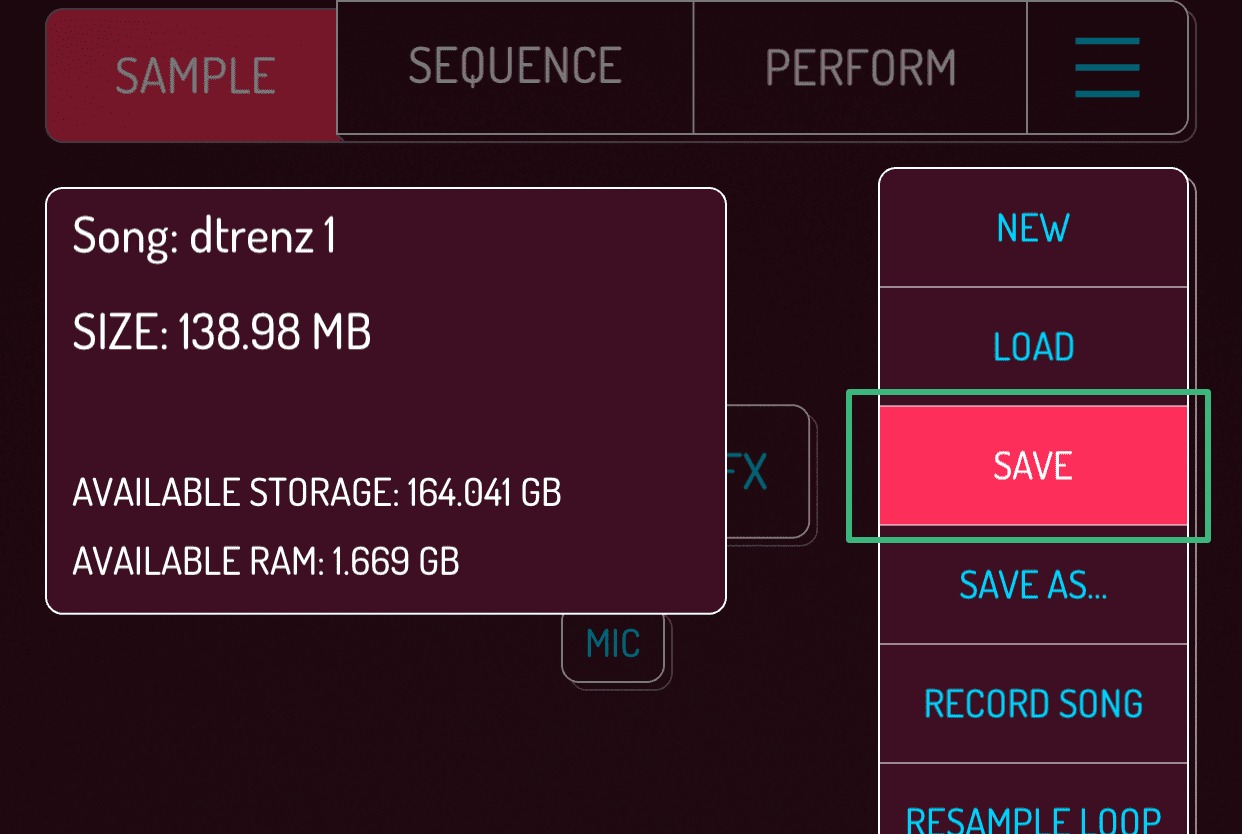 SAMPLE
SEQUENCE
PERFORM
Song: dtrenz 1
SIZE: 138.98 MB
AVAILABLE STORAGE: 164.041 GB
AVAILABLE RAM: 1.669 GB
FX
MIC
NEW
LOAD
SAVE
SAVE AS...
RECORD SONG
RESAMPLE LOOP